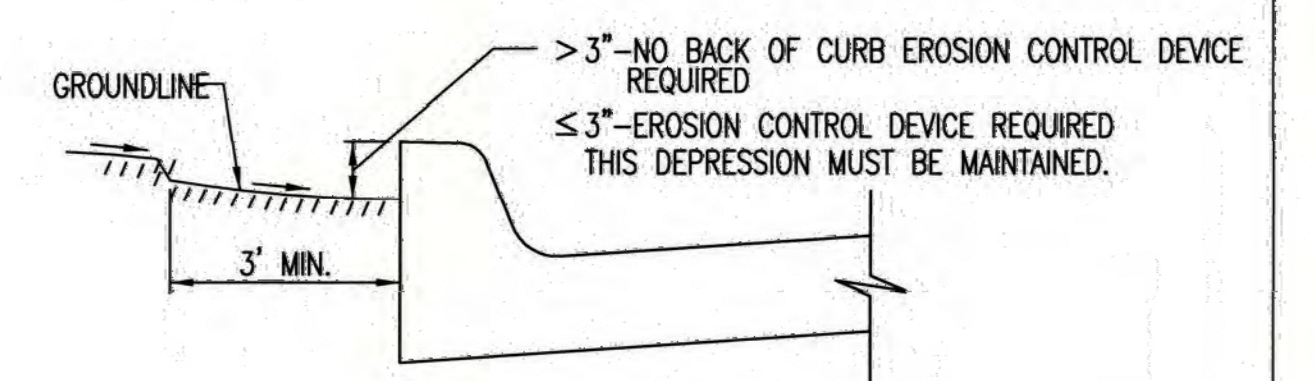 > 3"-NO BACK OF CURB EROSION CONTROL DEVICE
REQUIRED
GROUNDLINE
≤ 3"-EROSION CONTROL DEVICE REQUIRED
THIS DEPRESSION MUST BE MAINTAINED.
3' MIN.